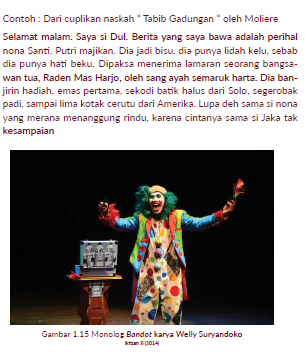 Contoh : Dari cuplikan naskah " Tabib Gadungan " oleh Moliere
Selamat malam. Saya si Dul. Berita yang saya bawa adalah perihal
nona Santi. Putri majikan. Dia jadi bisu, dia punya lidah kelu, sebab
dia punya hati beku. Dipaksa menerima lamaran seorang bangsa-
wan tua, Raden Mas Harjo, oleh sang ayah semaruk harta. Dia ban-
jirin hadiah, emas pertama, sekodi batik halus dari Solo, segerobak
padi, sampai lima kotak cerutu dari Amerika. Lupa deh sama si nona
yang merana menanggung rindu, karena cintanya sama si Jaka tak
kesampaian
Gambar 1.15 Monolog Bandot karya Welly Suryandoko
Ikhsan B (2014)